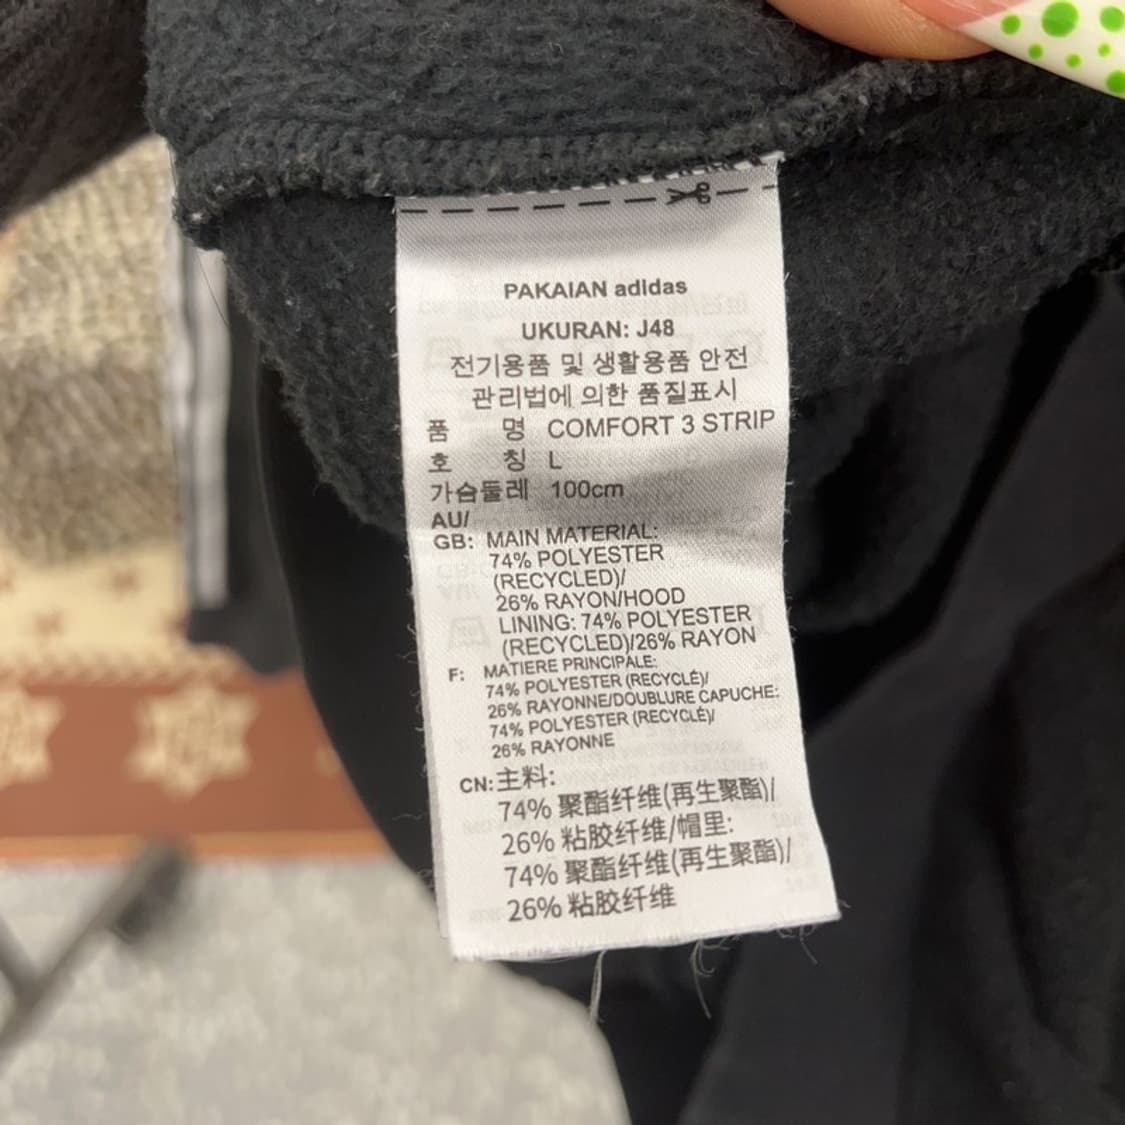 PAKAIAN adidas
UKURAN: J48
전기용품 및 생활용품 안전
관리법에 의한 품질표시
품 명 COMFORT 3 STRIP
호 칭 L
가슴둘레 100cm
AU/
GB: MAIN MATERIAL:
74% POLYESTER
(RECYCLED)/
26% RAYON/HOOD
LINING: 74% POLYESTER
(RECYCLED)/26% RAYON
F: MATIERE PRINCIPALE:
74% POLYESTER (RECYCLÉ)/
26% RAYONNE/DOUBLURE CAPUCHE:
74% POLYESTER (RECYCLÉ)/
26% RAYONNE
CN: 主料:
74% 聚酯纤维(再生聚酯)/
26% 粘胶纤维/帽里:
74% 聚酯纤维(再生聚酯)/
26% 粘胶纤维